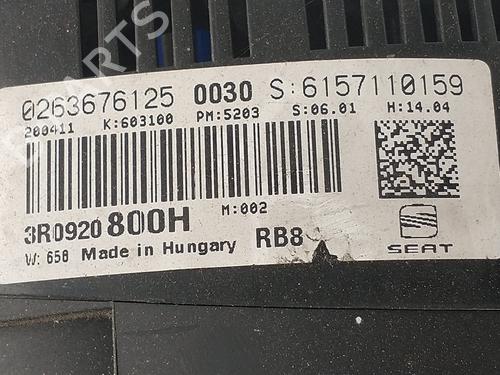 0263676125 0030 S:6157110159
200411 K:603100 PM:5203 S:06.01 H:14.04
M:002
3R0920 800H
W: 658 Made in Hungary RB8
SEAT